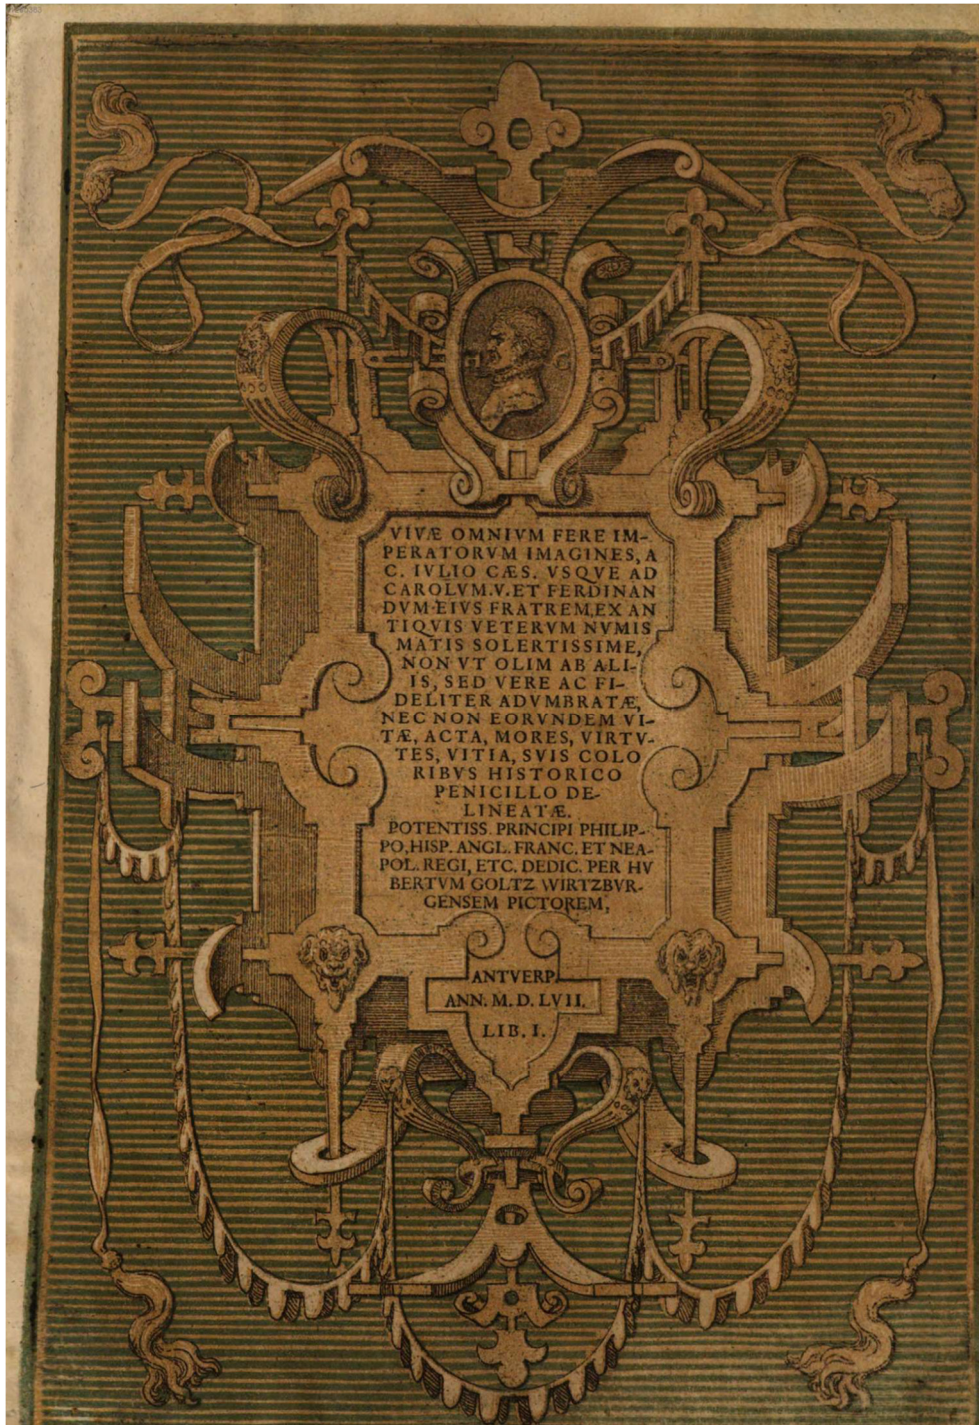 H G
VIVÆ OMNIVM FERE IM-
PERATORVM IMAGINES, A
C. IVLIO CÆS. VSQVE AD
CAROLVM.V.ET FERDINAN
DVM·EIVS FRATREM,EX AN
TIQVIS VETERVM NVMIS
MATIS SOLERTISSIME,
NON VT OLIM AB ALI-
IS, SED VERE AC FI-
DELITER ADVMBRATÆ,
NEC NON EORVNDEM VI-
TÆ, ACTA, MORES, VIRTV-
TES, VITIA, SVIS COLO
RIBVS HISTORICO
PENICILLO DE-
LINEATÆ.
POTENTISS. PRINCIPI PHILIP-
PO, HISP. ANGL. FRANC. ET NEA-
POL. REGI, ETC. DEDIC. PER HV
BERTVM GOLTZ WIRTZBVR-
GENSEM PICTOREM,
ANTVERP.
ANN. M. D. LVII.
LIB. I.